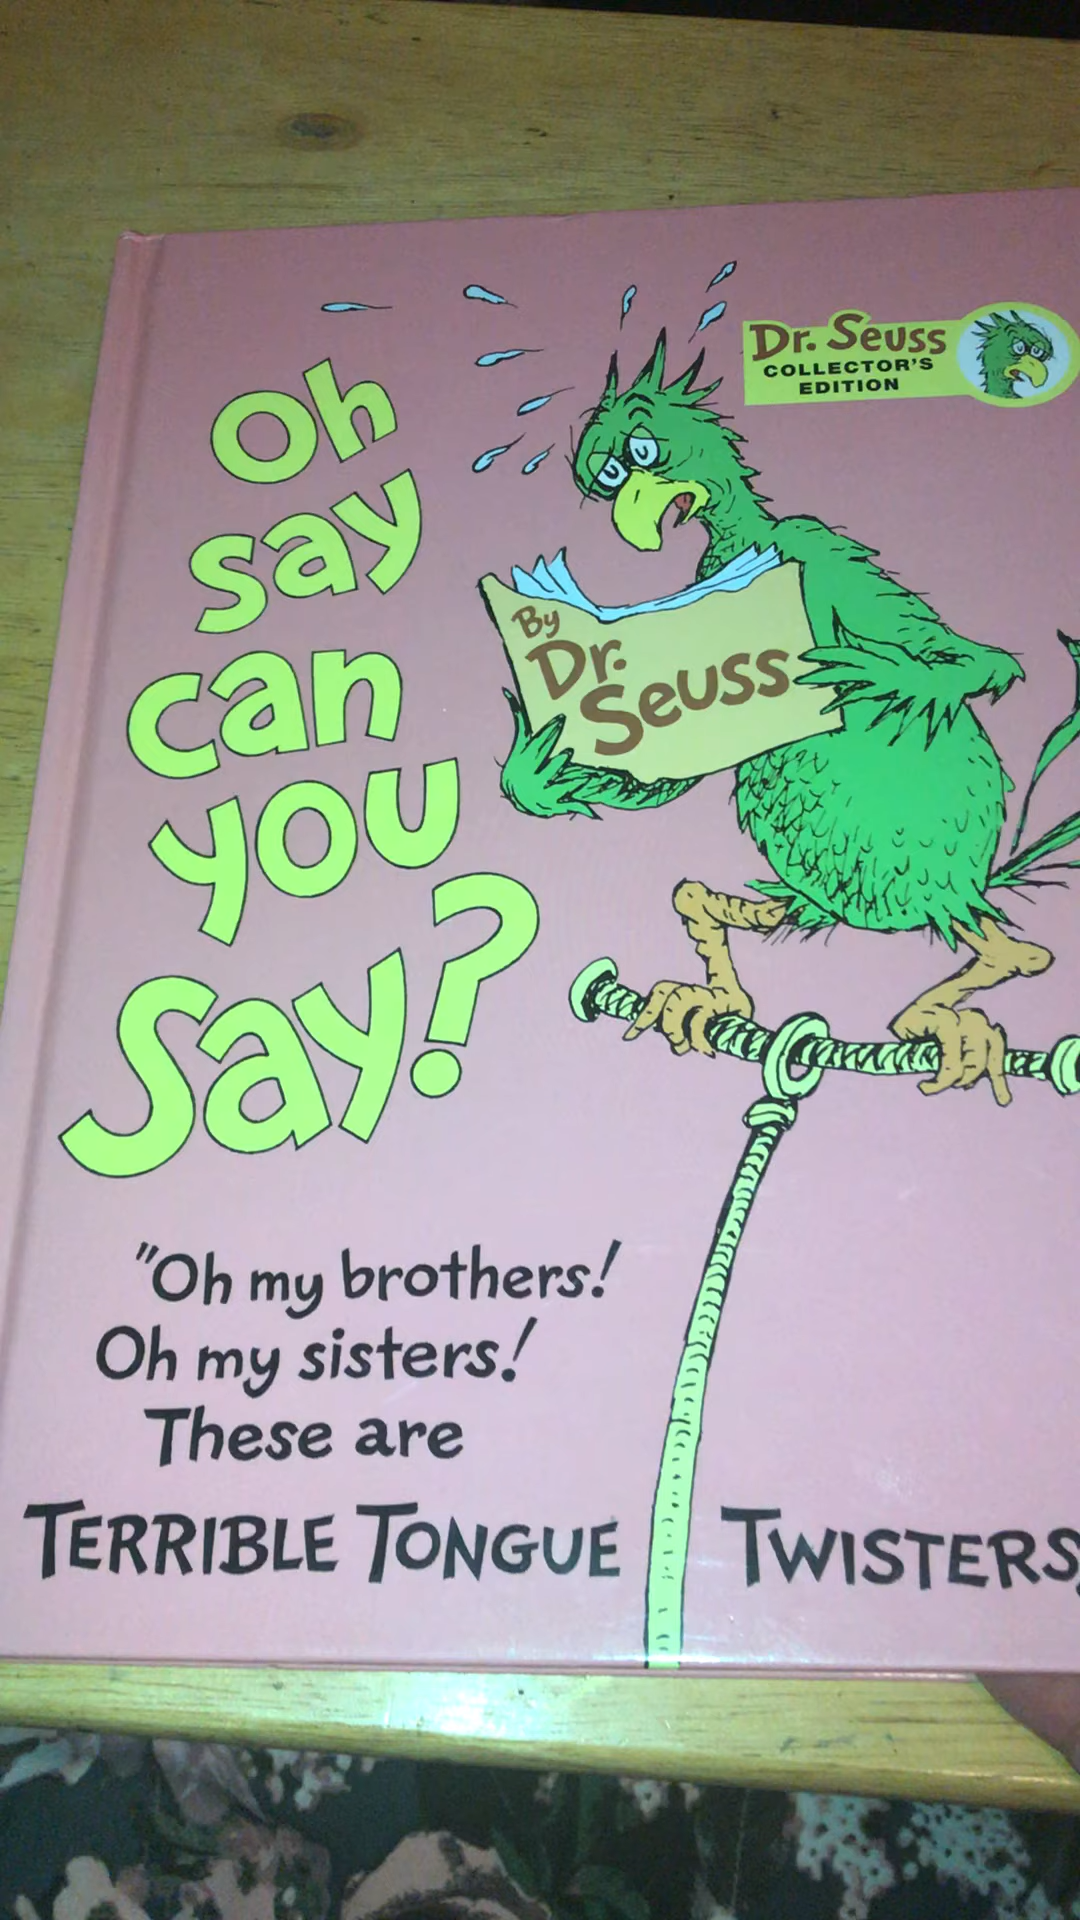 Oh
say
can
you
Say?
Dr. Seuss
COLLECTOR'S
EDITION
By
Dr.
Seuss
"Oh my brothers!
Oh my sisters!
These are
TERRIBLE TONGUE TWISTERS,